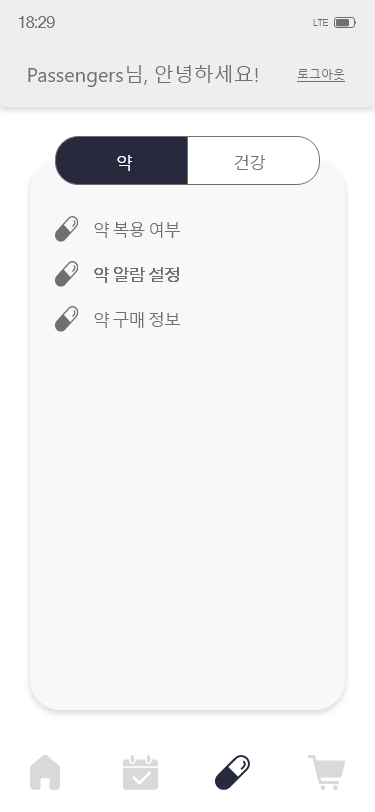 18:29
LTE
Passengers님, 안녕하세요!
로그아웃
약
건강
약 복용 여부
약 알람 설정
약 구매 정보